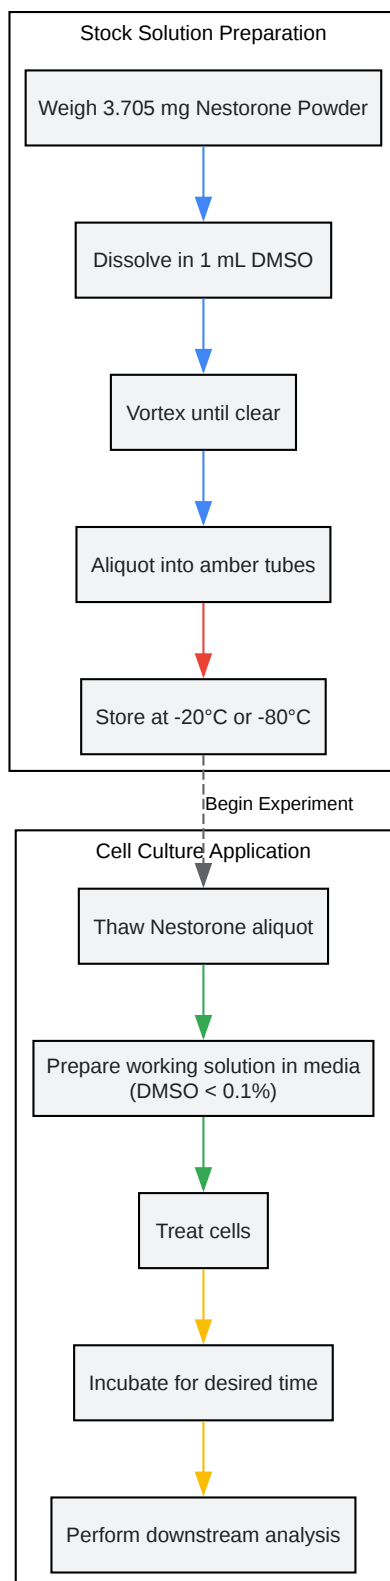 Stock Solution Preparation
Weigh 3.705 mg Nestorone Powder
Dissolve in 1 mL DMSO
Vortex until clear
Aliquot into amber tubes
Store at -20°C or -80°C
Begin Experiment
Cell Culture Application
Thaw Nestorone aliquot
Prepare working solution in media
(DMSO < 0.1%)
Treat cells
Incubate for desired time
Perform downstream analysis